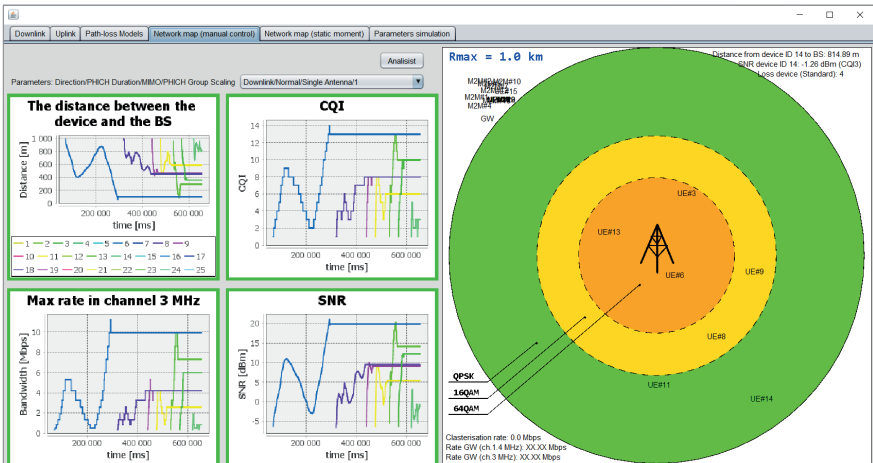 Downlink Uplink Path-loss Models Network map (manual control) Network map (static moment) Parameters simulation
Analisist
Parameters: Direction/PHICH Duration/MIMO/PHICH Group Scaling Downlink/Normal/Single Antenna/1
The distance between the
device and the BS
Distance [m]
1 000
800
600
400
200
0
200 000 400 000 600 000
time [ms]
1 2 3 4 5 6 7 8 9
10 11 12 13 14 15 16 17
18 19 20 21 22 23 24 25
CQI
CQI
14
12
10
8
6
4
2
0
200 000 400 000 600 000
time [ms]
Max rate in channel 3 MHz
Bandwidth [Mbps]
10
8
6
4
2
0
200 000 400 000 600 000
time [ms]
SNR
SNR [dBm]
20
15
10
5
0
-5
200 000 400 000 600 000
time [ms]
Rmax = 1.0 km
Distance from device ID 14 to BS: 814.89 m
SNR device ID 14: -1.26 dBm (CQI3)
Loss device (Standard): 4
M2M#10
M2M#4
GW
UE#3
UE#13
UE#6
UE#9
UE#8
UE#11
UE#14
QPSK
16QAM
64QAM
Clasterisation rate: 0.0 Mbps
Rate GW (ch.1.4 MHz): XX.XX Mbps
Rate GW (ch.3 MHz): XX.XX Mbps